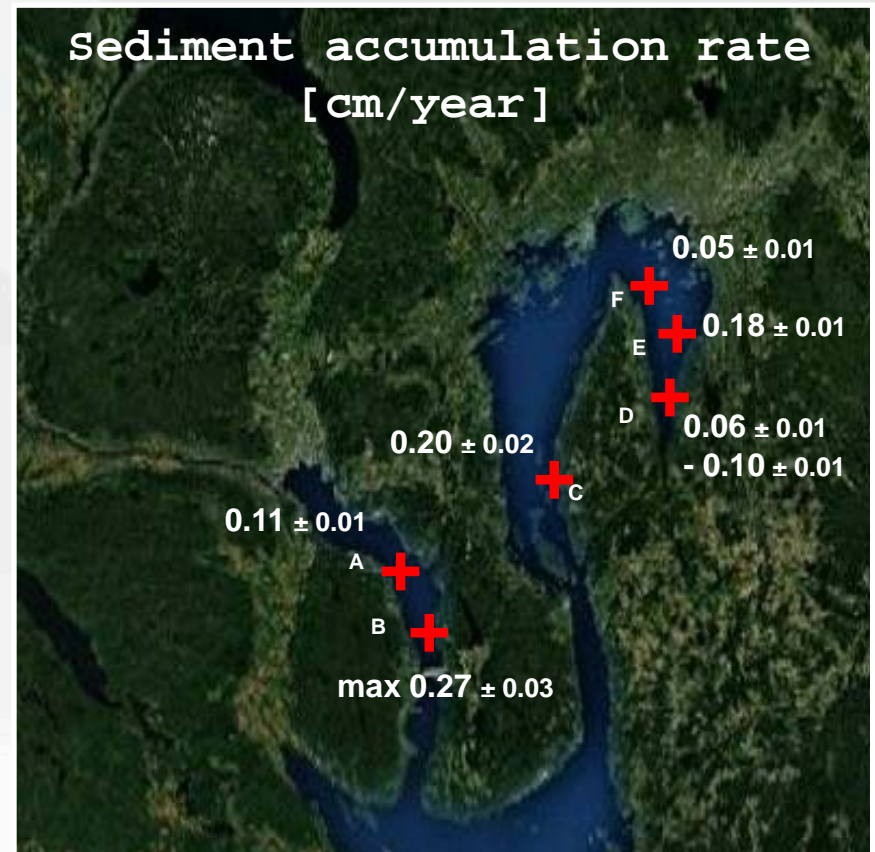 Sediment accumulation rate
[cm/year]
0.05 ± 0.01
F
0.18 ± 0.01
E
D
0.06 ± 0.01
- 0.10 ± 0.01
0.20 ± 0.02
C
0.11 ± 0.01
A
B
max 0.27 ± 0.03